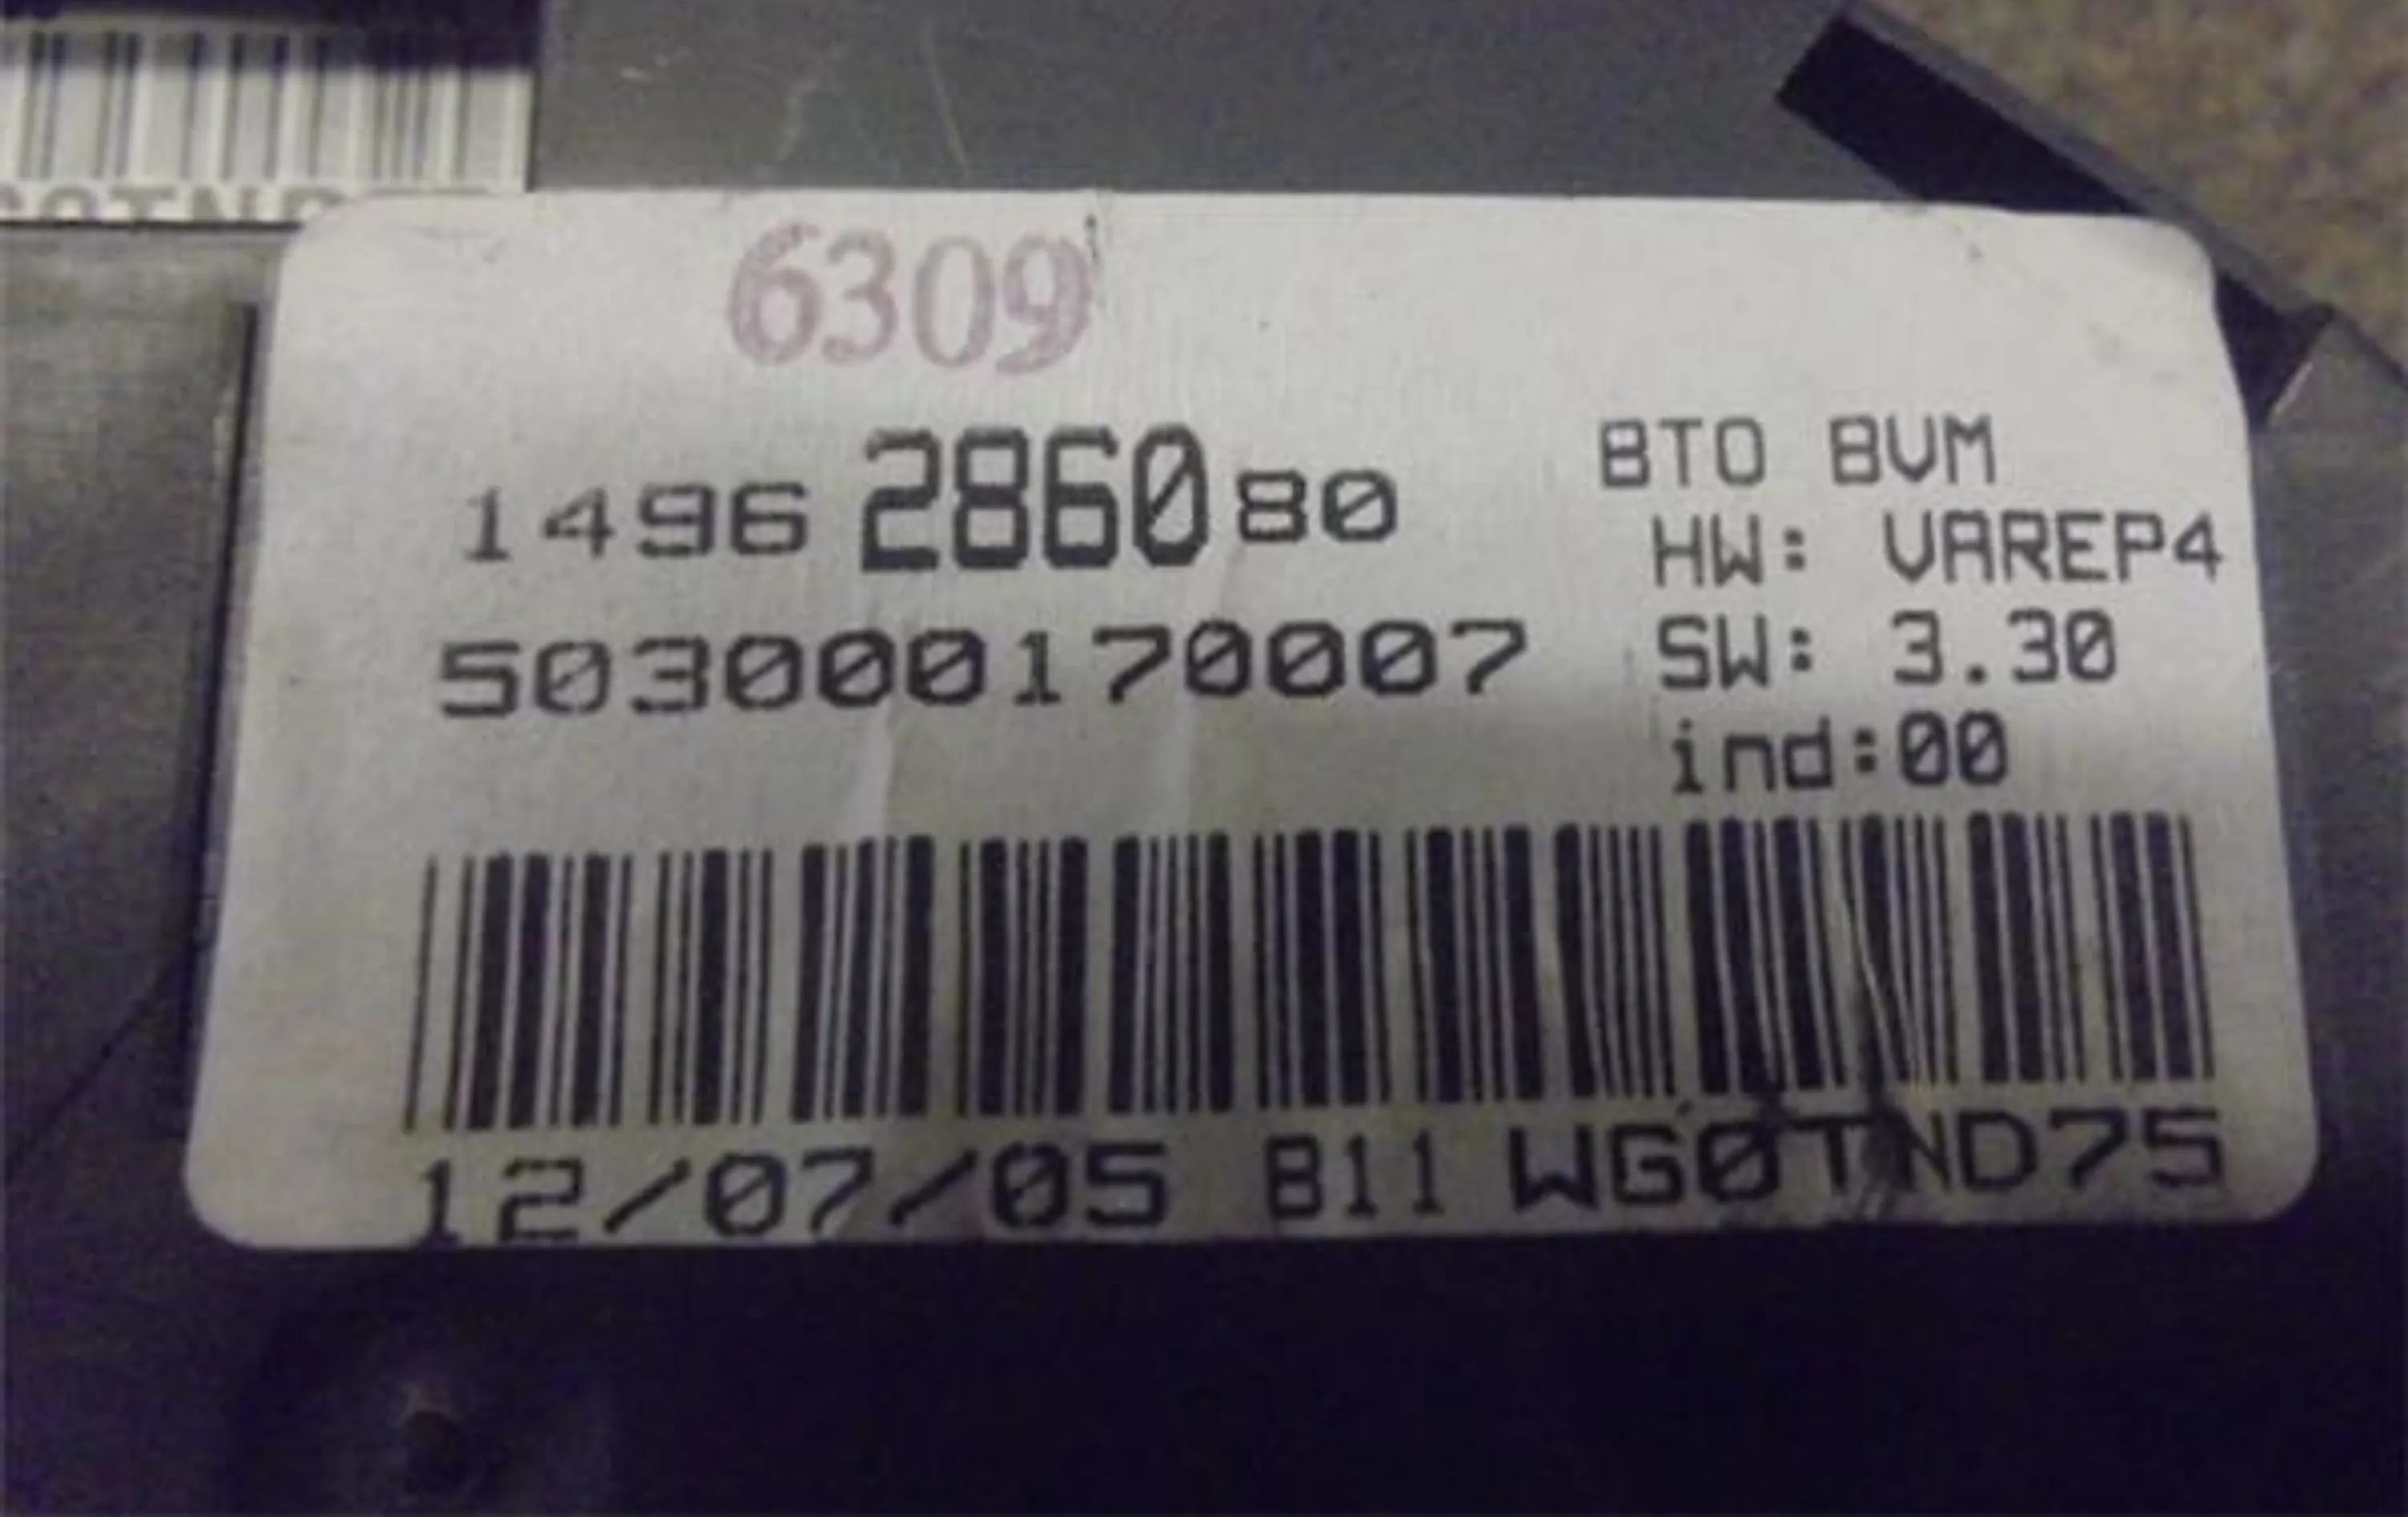 6309
1496 2860 80
503000170007
BTO BVM
HW: VAREP4
SW: 3.30
ind:00
12/07/05 B11 WG0TND75